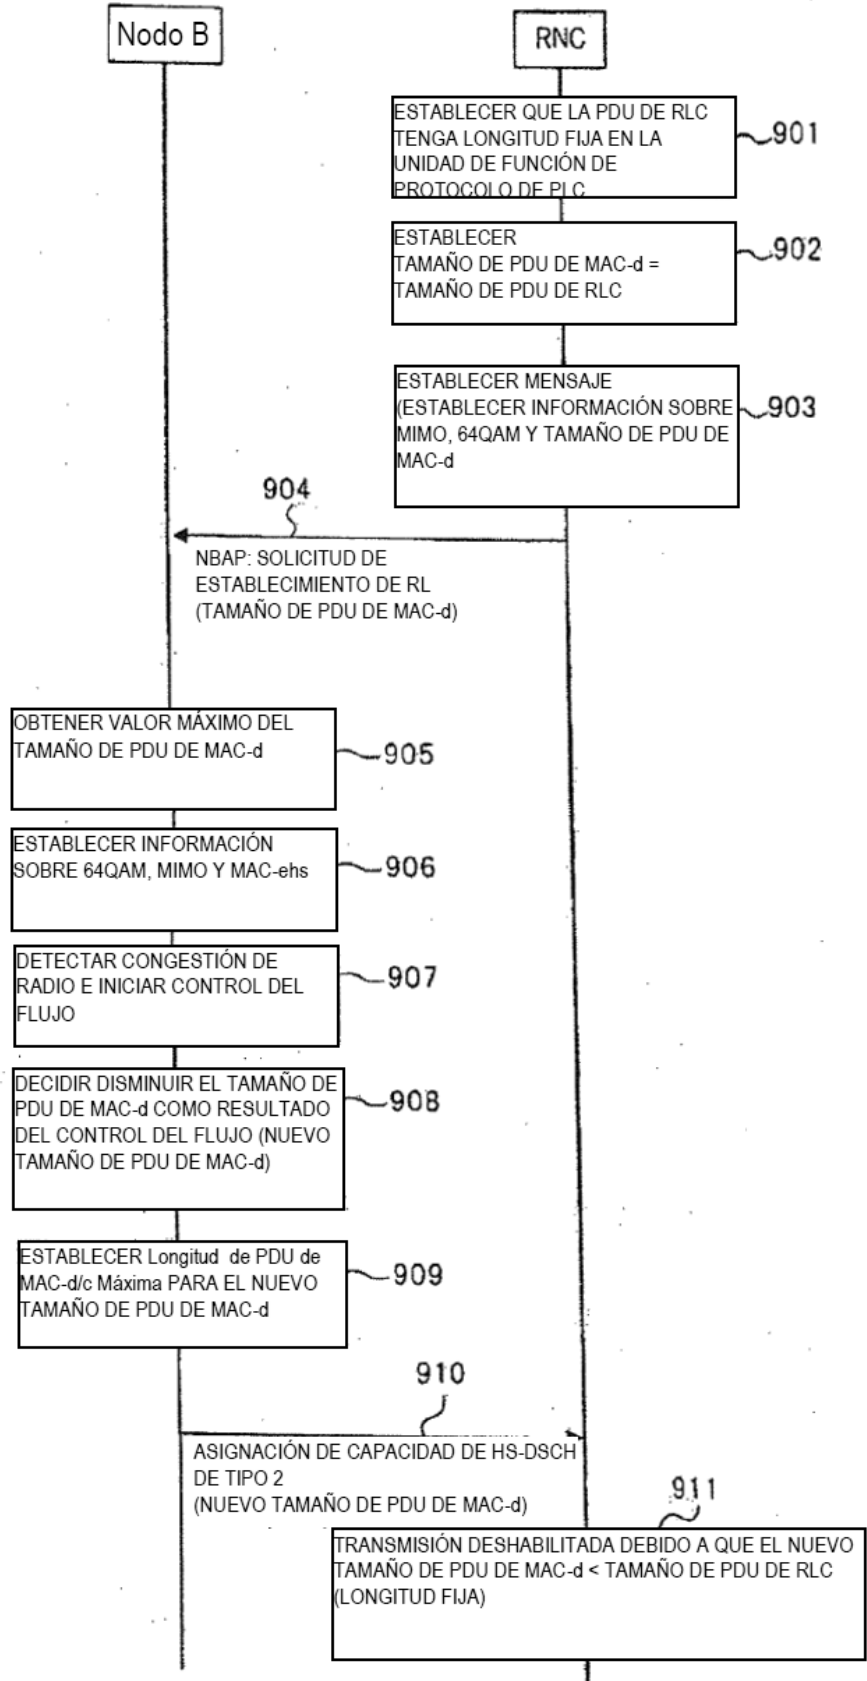 Nodo B
RNC
ESTABLECER QUE LA PDU DE RLC
TENGA LONGITUD FIJA EN LA
UNIDAD DE FUNCIÓN DE
PROTOCOLO DE PLC
901
ESTABLECER
TAMAÑO DE PDU DE MAC-d =
TAMAÑO DE PDU DE RLC
902
ESTABLECER MENSAJE
(ESTABLECER INFORMACIÓN SOBRE
MIMO, 64QAM Y TAMAÑO DE PDU DE
MAC-d
903
904
NBAP: SOLICITUD DE
ESTABLECIMIENTO DE RL
(TAMAÑO DE PDU DE MAC-d)
OBTENER VALOR MÁXIMO DEL
TAMAÑO DE PDU DE MAC-d
905
ESTABLECER INFORMACIÓN
SOBRE 64QAM, MIMO Y MAC-ehs
906
DETECTAR CONGESTIÓN DE
RADIO E INICIAR CONTROL DEL
FLUJO
907
DECIDIR DISMINUIR EL TAMAÑO DE
PDU DE MAC-d COMO RESULTADO
DEL CONTROL DEL FLUJO (NUEVO
TAMAÑO DE PDU DE MAC-d)
908
ESTABLECER Longitud de PDU de
MAC-d/c Máxima PARA EL NUEVO
TAMAÑO DE PDU DE MAC-d
909
910
ASIGNACIÓN DE CAPACIDAD DE HS-DSCH
DE TIPO 2
(NUEVO TAMAÑO DE PDU DE MAC-d)
911
TRANSMISIÓN DESHABILITADA DEBIDO A QUE EL NUEVO
TAMAÑO DE PDU DE MAC-d < TAMAÑO DE PDU DE RLC
(LONGITUD FIJA)